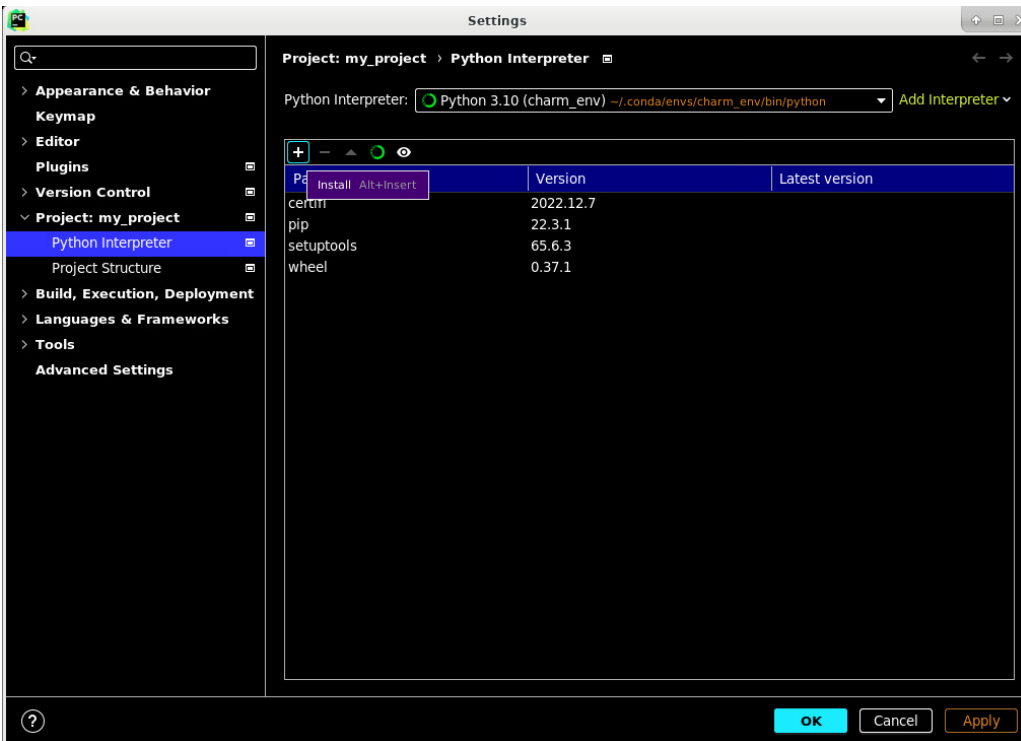 PC
Settings
Project: my_project › Python Interpreter
Python Interpreter: Python 3.10 (charm_env) ~/.conda/envs/charm_env/bin/python Add Interpreter
Appearance & Behavior
Keymap
Editor
Plugins
Version Control
Project: my_project
Python Interpreter
Project Structure
Build, Execution, Deployment
Languages & Frameworks
Tools
Advanced Settings
Pa Version Latest version
Install Alt+Insert
certifi 2022.12.7
pip 22.3.1
setuptools 65.6.3
wheel 0.37.1
? OK Cancel Apply